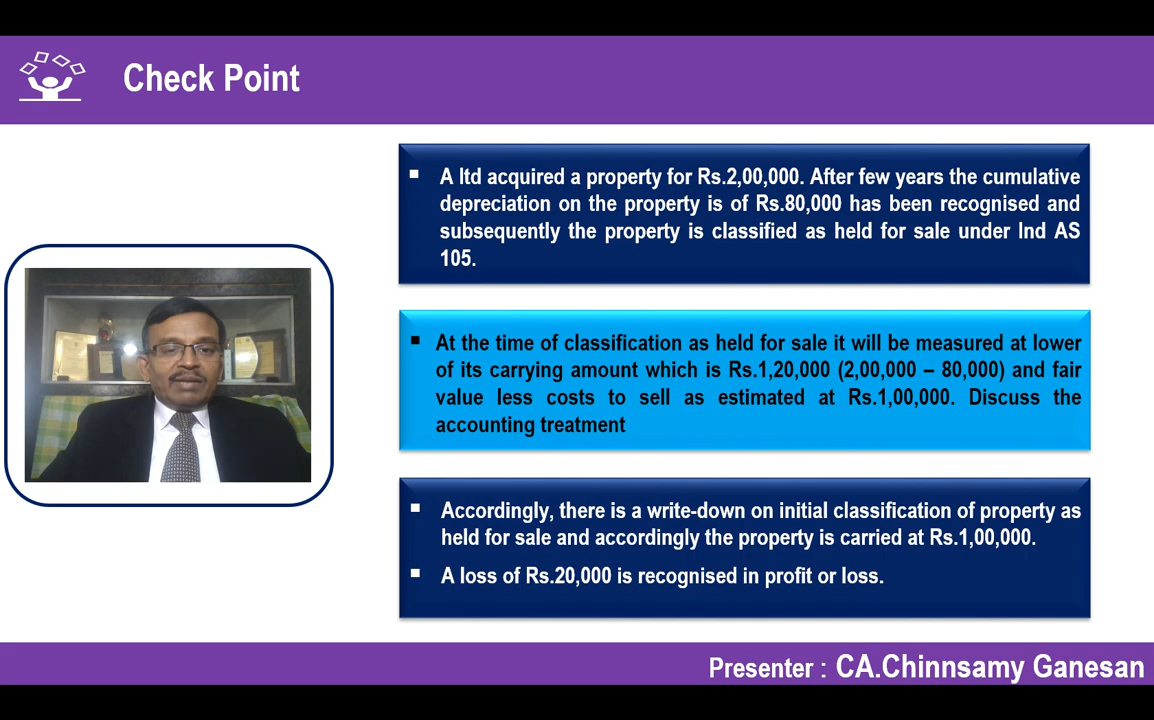 Check Point
▪ A ltd acquired a property for Rs.2,00,000. After few years the cumulative
depreciation on the property is of Rs.80,000 has been recognised and
subsequently the property is classified as held for sale under Ind AS
105.
▪ At the time of classification as held for sale it will be measured at lower
of its carrying amount which is Rs.1,20,000 (2,00,000 – 80,000) and fair
value less costs to sell as estimated at Rs.1,00,000. Discuss the
accounting treatment
▪ Accordingly, there is a write-down on initial classification of property as
held for sale and accordingly the property is carried at Rs.1,00,000.
▪ A loss of Rs.20,000 is recognised in profit or loss.
Presenter : CA.Chinnsamy Ganesan